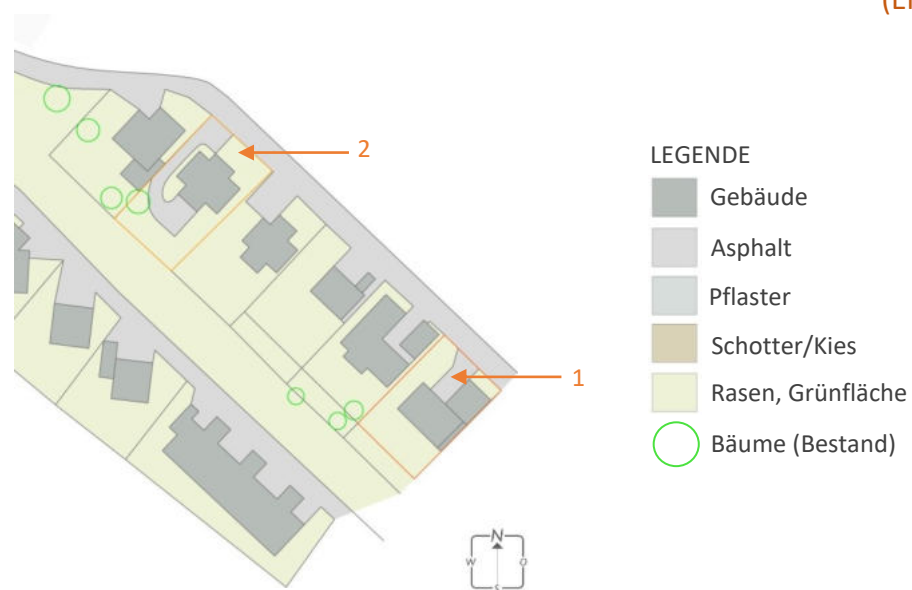 2
1
LEGENDE
Gebäude
Asphalt
Pflaster
Schotter/Kies
Rasen, Grünfläche
Bäume (Bestand)
N
W
O